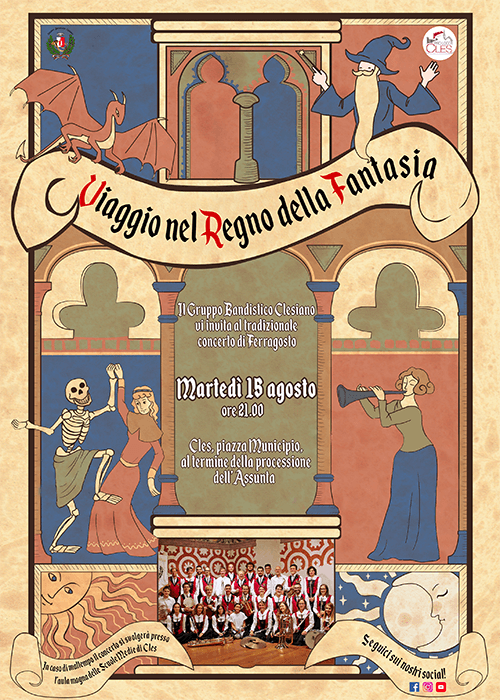 CLES
Viaggio nel Regno della Fantasia
Il Gruppo Bandistico Clesiano
vi invita al tradizionale
concerto di Ferragosto
Martedì 15 agosto
ore 21.00
Cles, piazza Municipio,
al termine della processione
dell'Assunta
In caso di maltempo il concerto si svolgerà presso
l'aula magna delle Scuole Medie di Cles
Seguici sui nostri social!